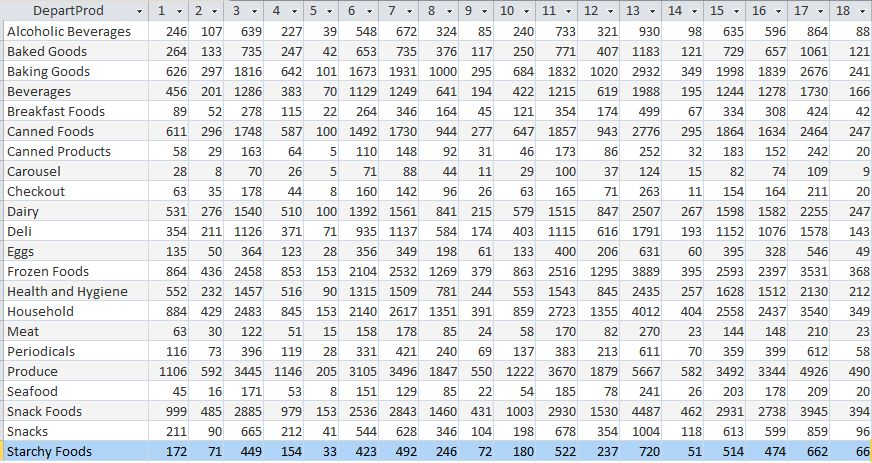 DepartProd 1 2 3 4 5 6 7 8 9 10 11 12 13 14 15 16 17 18
Alcoholic Beverages 246 107 639 227 39 548 672 324 85 240 733 321 930 98 635 596 864 88
Baked Goods 264 133 735 247 42 653 735 376 117 250 771 407 1183 121 729 657 1061 121
Baking Goods 626 297 1816 642 101 1673 1931 1000 295 684 1832 1020 2932 349 1998 1839 2676 241
Beverages 456 201 1286 383 70 1129 1249 641 194 422 1215 619 1988 195 1244 1278 1730 166
Breakfast Foods 89 52 278 115 22 264 346 164 45 121 354 174 499 67 334 308 424 42
Canned Foods 611 296 1748 587 100 1492 1730 944 277 647 1857 943 2776 295 1864 1634 2464 247
Canned Products 58 29 163 64 5 110 148 92 31 46 173 86 252 32 183 152 242 20
Carousel 28 8 70 26 5 71 88 44 11 29 100 37 124 15 82 74 109 9
Checkout 63 35 178 44 8 160 142 96 26 63 165 71 263 11 154 164 211 20
Dairy 531 276 1540 510 100 1392 1561 841 215 579 1515 847 2507 267 1598 1582 2255 247
Deli 354 211 1126 371 71 935 1137 584 174 403 1115 616 1791 193 1152 1076 1578 143
Eggs 135 50 364 123 28 356 349 198 61 133 400 206 631 60 395 328 546 49
Frozen Foods 864 436 2458 853 153 2104 2532 1269 379 863 2516 1295 3889 395 2593 2397 3531 368
Health and Hygiene 552 232 1457 516 90 1315 1509 781 244 553 1543 845 2435 257 1628 1512 2130 212
Household 884 429 2483 845 153 2140 2617 1351 391 859 2723 1355 4012 404 2558 2437 3540 349
Meat 63 30 122 51 15 158 178 85 24 58 170 82 270 23 144 148 210 23
Periodicals 116 73 396 119 28 331 421 240 69 137 383 213 611 70 359 399 612 58
Produce 1106 592 3445 1146 205 3105 3496 1847 550 1222 3670 1879 5667 582 3492 3344 4926 490
Seafood 45 16 171 53 8 151 129 85 22 54 185 78 241 26 203 178 209 20
Snack Foods 999 485 2885 979 153 2536 2843 1460 431 1003 2930 1530 4487 462 2931 2738 3945 394
Snacks 211 90 665 212 41 544 628 346 104 198 678 354 1004 118 613 599 859 96
Starchy Foods 172 71 449 154 33 423 492 246 72 180 522 237 720 51 514 474 662 66